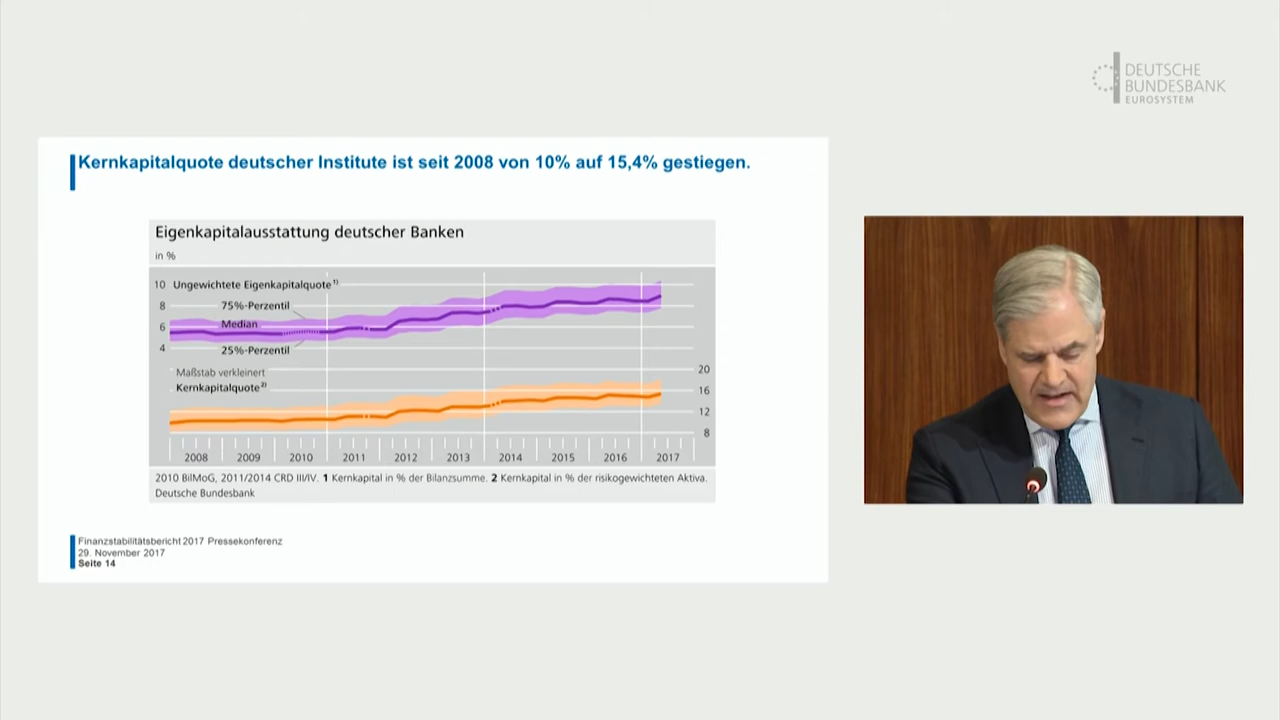 DEUTSCHE
BUNDESBANK
EUROSYSTEM
Kernkapitalquote deutscher Institute ist seit 2008 von 10% auf 15,4% gestiegen.
Eigenkapitalausstattung deutscher Banken
in %
10 Ungewichtete Eigenkapitalquote 1)
8 75%-Perzentil
6 Median
4 25%-Perzentil
Maßstab verkleinert 20
Kernkapitalquote 2) 16
12
8
2008 2009 2010 2011 2012 2013 2014 2015 2016 2017
2010 BilMoG, 2011/2014 CRD III/IV. 1 Kernkapital in % der Bilanzsumme. 2 Kernkapital in % der risikogewichteten Aktiva.
Deutsche Bundesbank
Finanzstabilitätsbericht 2017 Pressekonferenz
29. November 2017
Seite 14